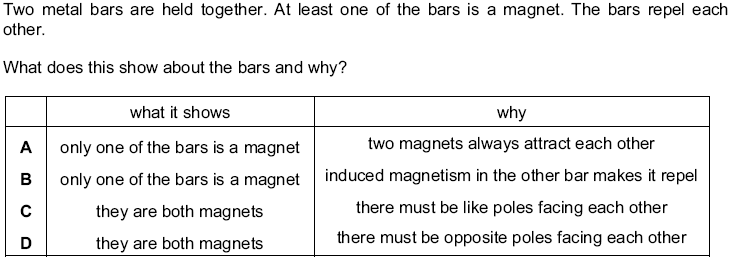 Two metal bars are held together. At least one of the bars is a magnet. The bars repel each
other.
What does this show about the bars and why?
what it shows why
A only one of the bars is a magnet two magnets always attract each other
B only one of the bars is a magnet induced magnetism in the other bar makes it repel
C they are both magnets there must be like poles facing each other
D they are both magnets there must be opposite poles facing each other